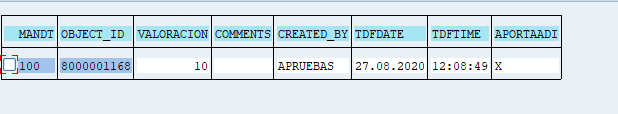 MANDT OBJECT_ID VALORACION COMMENTS CREATED_BY TDFDATE TDFTIME APORTAADI
100 8000001168 10 APRUEBAS 27.08.2020 12:08:49 X